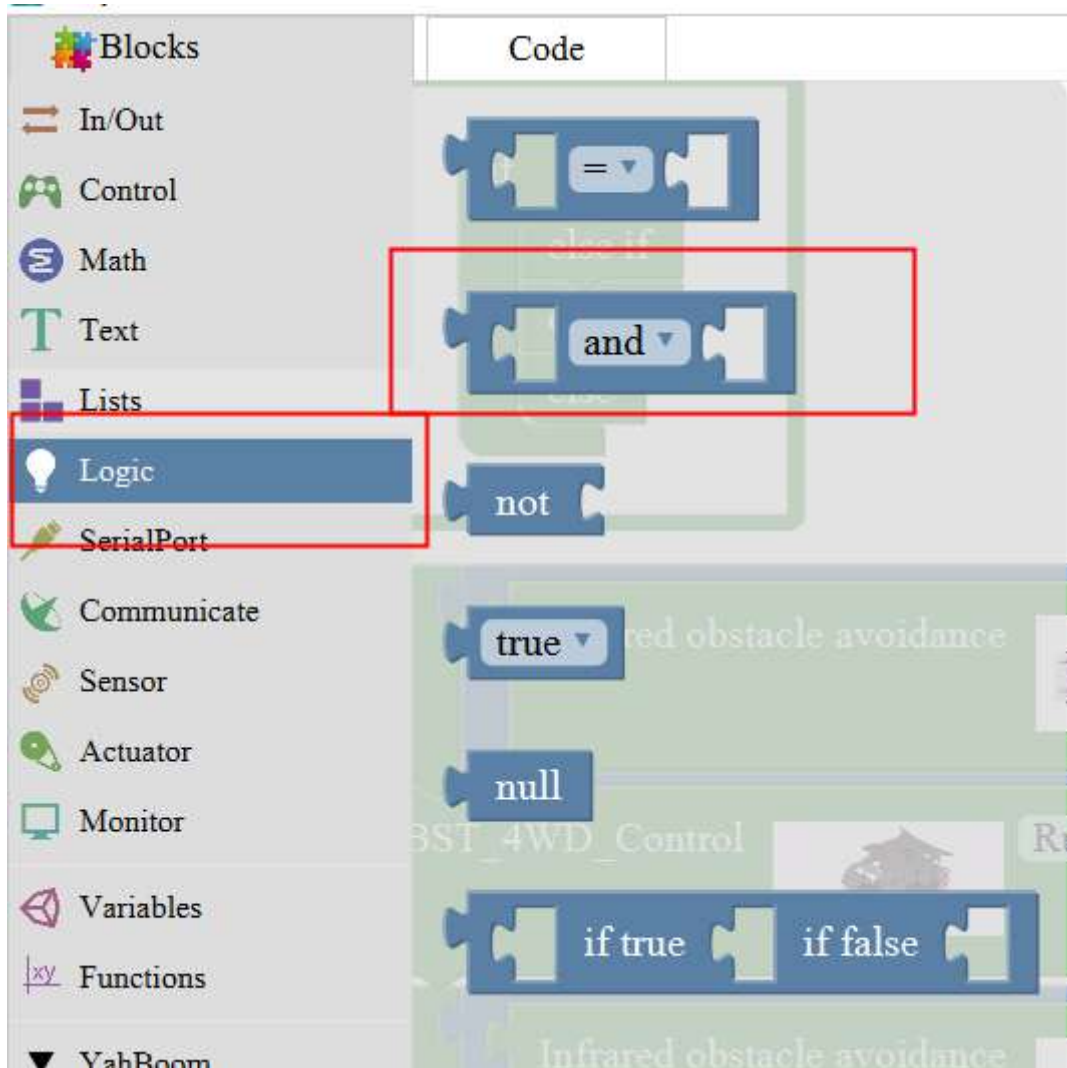 Blocks
Code
In/Out
Control
Math
Text
Lists
Logic
SerialPort
Communicate
Sensor
Actuator
Monitor
Variables
Functions
YahBoom
=
else if
and
else
not
true
red obstacle avoidance
null
BST_4WD_Control
if true if false
Infrared obstacle avoidance